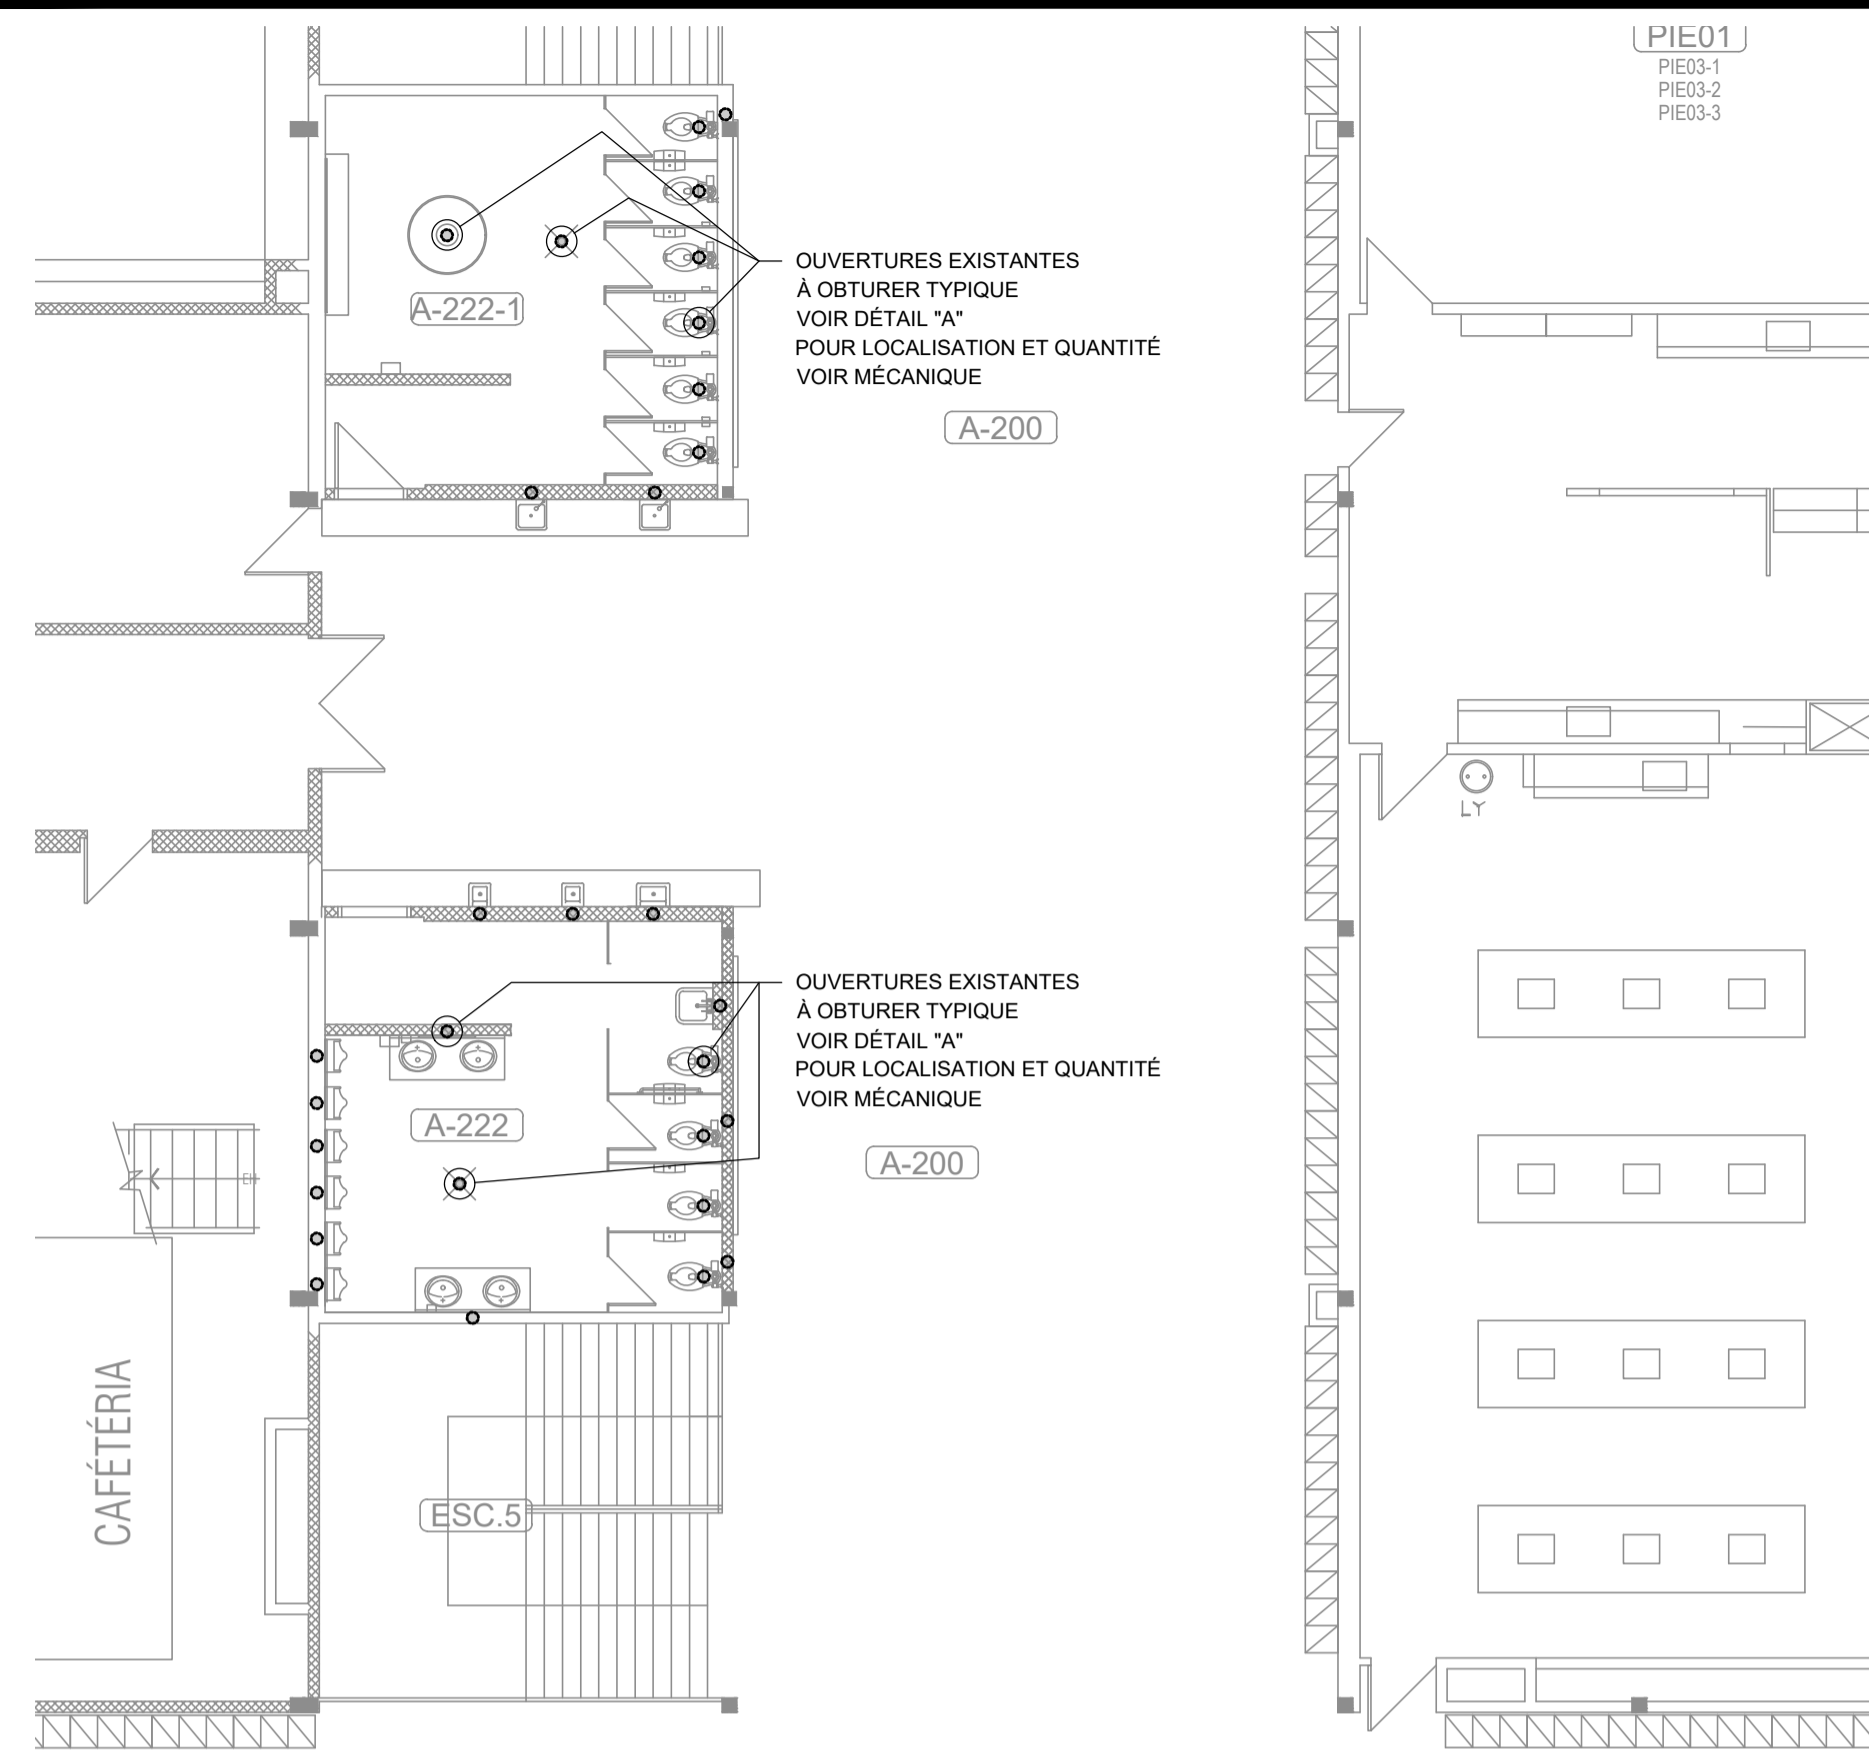 PIE01
PIE03-1
PIE03-2
PIE03-3
OUVERTURES EXISTANTES
À OBTURER TYPIQUE
VOIR DÉTAIL "A"
POUR LOCALISATION ET QUANTITÉ
VOIR MÉCANIQUE
A-222-1
A-200
LY
OUVERTURES EXISTANTES
À OBTURER TYPIQUE
VOIR DÉTAIL "A"
POUR LOCALISATION ET QUANTITÉ
VOIR MÉCANIQUE
A-222
A-200
CAFÉTÉRIA
ESC.5